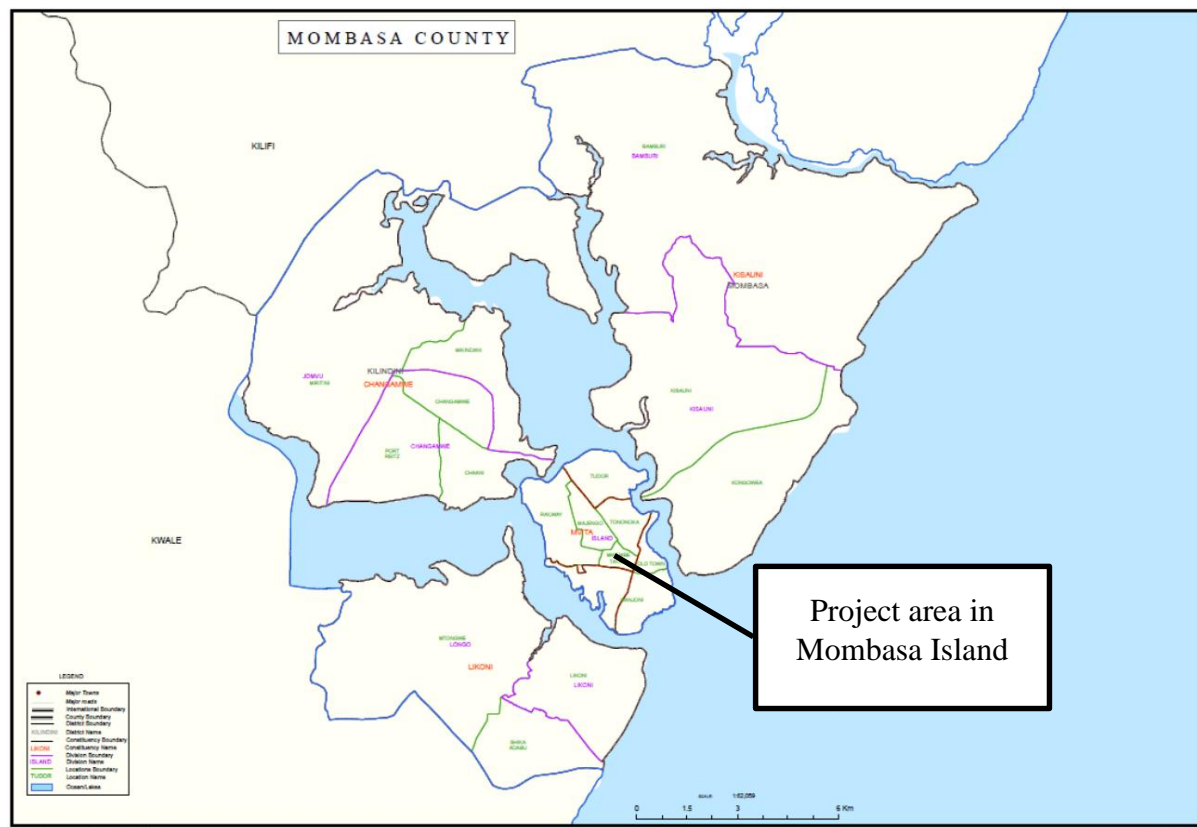 MOMBASA COUNTY
KILIFI
BAMBURI
BAMBURI
KISAUNI
MOMBASA
KILINDINI
CHANGAMWE
JOMVU
MIRITINI
CHANGAMWE
KISAUNI
KISAUNI
CHANGAMWE
PORT
REITZ
CHAANI
TUDOR
KONGOWEA
RAILWAY
MAJENGO
TONONOKA
MVITA
ISLAND
OLD TOWN
KWALE
Project area in
Mombasa Island
MTONGWE
LONGO
LIKONI
LIKONI
LIKONI
SHIKA
ADABU
LEGEND
Major Towns
Major roads
International Boundary
County Boundary
District Boundary
KILINDINI District Name
Constituency Boundary
LIKONI Constituency Name
Division Boundary
ISLAND Division Name
Locations Boundary
TUDOR Location Name
Ocean/Lakes
SCALE 1:62,059
0 1.5 3 6 Km